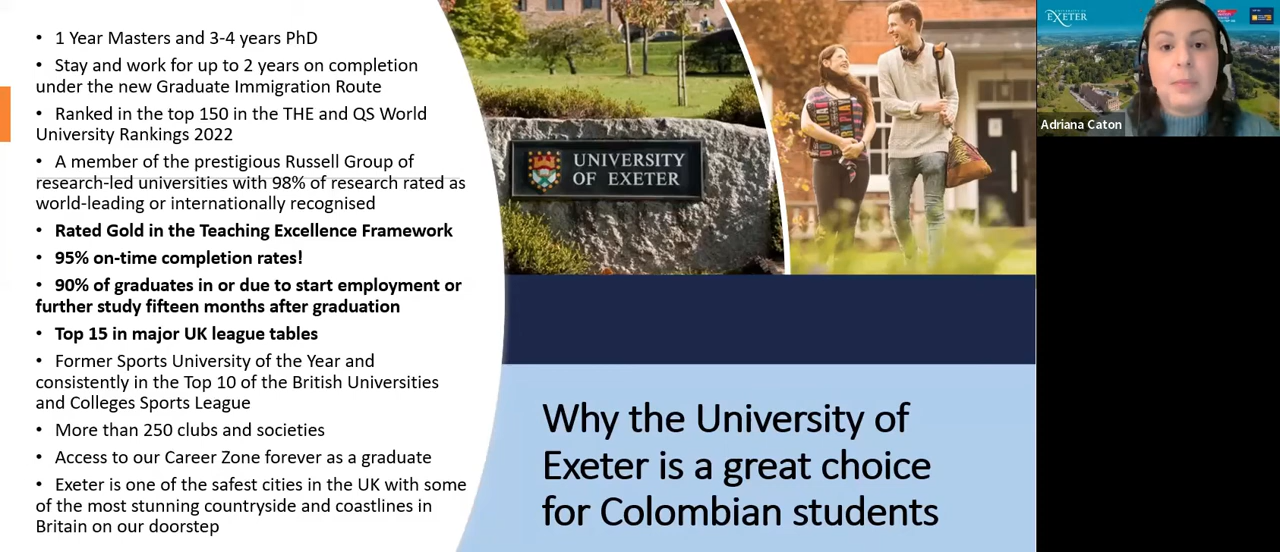 • 1 Year Masters and 3-4 years PhD
• Stay and work for up to 2 years on completion
under the new Graduate Immigration Route
• Ranked in the top 150 in the THE and QS World
University Rankings 2022
• A member of the prestigious Russell Group of
research-led universities with 98% of research rated as
world-leading or internationally recognised
• Rated Gold in the Teaching Excellence Framework
• 95% on-time completion rates!
• 90% of graduates in or due to start employment or
further study fifteen months after graduation
• Top 15 in major UK league tables
• Former Sports University of the Year and
consistently in the Top 10 of the British Universities
and Colleges Sports League
• More than 250 clubs and societies
• Access to our Career Zone forever as a graduate
• Exeter is one of the safest cities in the UK with some
of the most stunning countryside and coastlines in
Britain on our doorstep
UNIVERSITY
OF EXETER
Why the University of
Exeter is a great choice
for Colombian students
EXETER
Adriana Caton